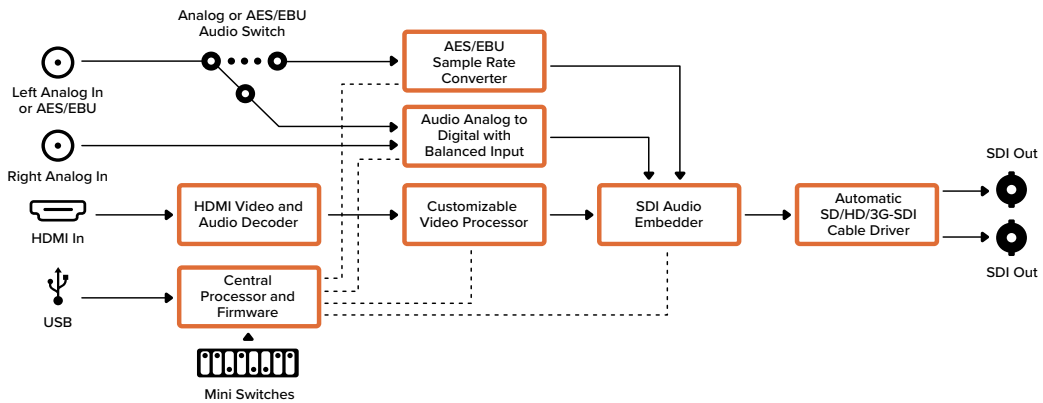 Analog or AES/EBU
Audio Switch
Left Analog In
or AES/EBU
AES/EBU
Sample Rate
Converter
Audio Analog to
Digital with
Balanced Input
Right Analog In
HDMI In
HDMI Video and
Audio Decoder
Customizable
Video Processor
SDI Audio
Embedder
Automatic
SD/HD/3G-SDI
Cable Driver
SDI Out
SDI Out
USB
Central
Processor and
Firmware
Mini Switches